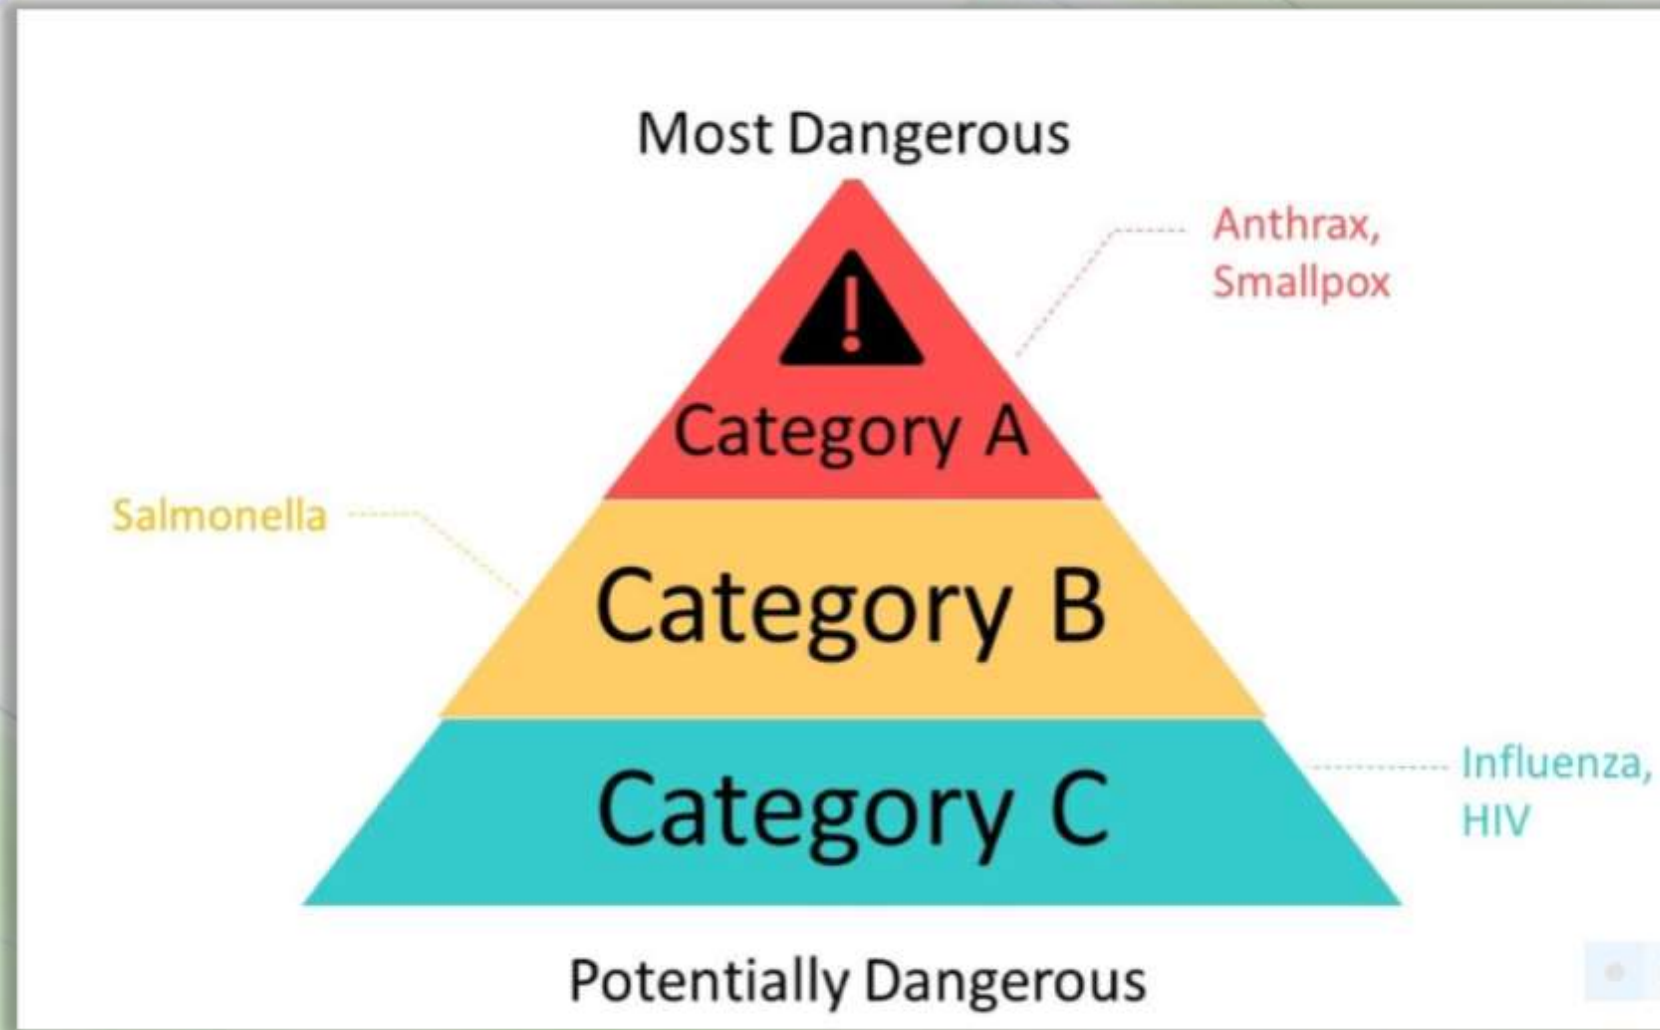 Most Dangerous
Anthrax,
Smallpox
!
Category A
Salmonella
Category B
Influenza,
HIV
Category C
Potentially Dangerous